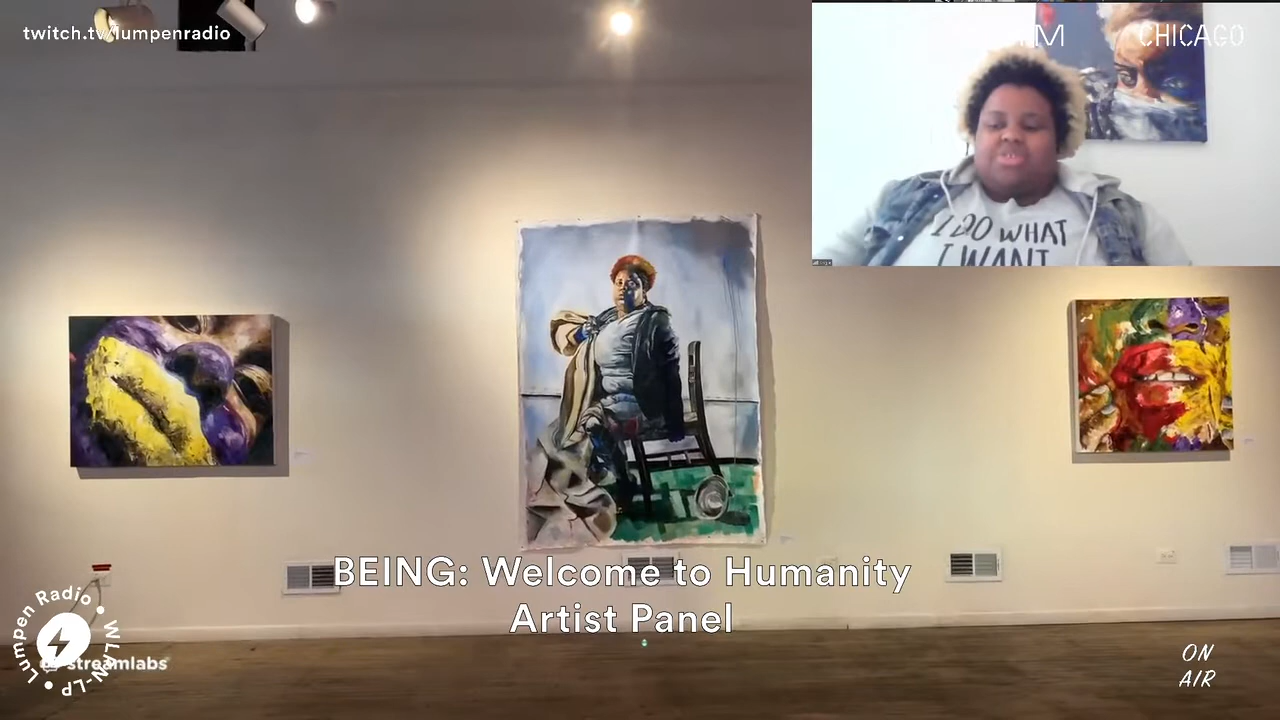 twitch.tv/lumpenradio
CHICAGO
I DO WHAT
I WANT
BEING: Welcome to Humanity
Artist Panel
Lumpen Radio • WLPN-LP •
streamlabs
ON
AIR